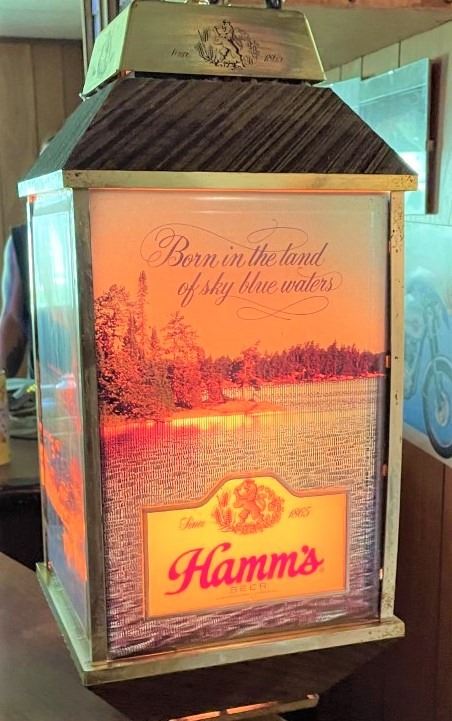 Since 1865
Born in the land
of sky blue waters
Since 1865
Hamm's
BEER